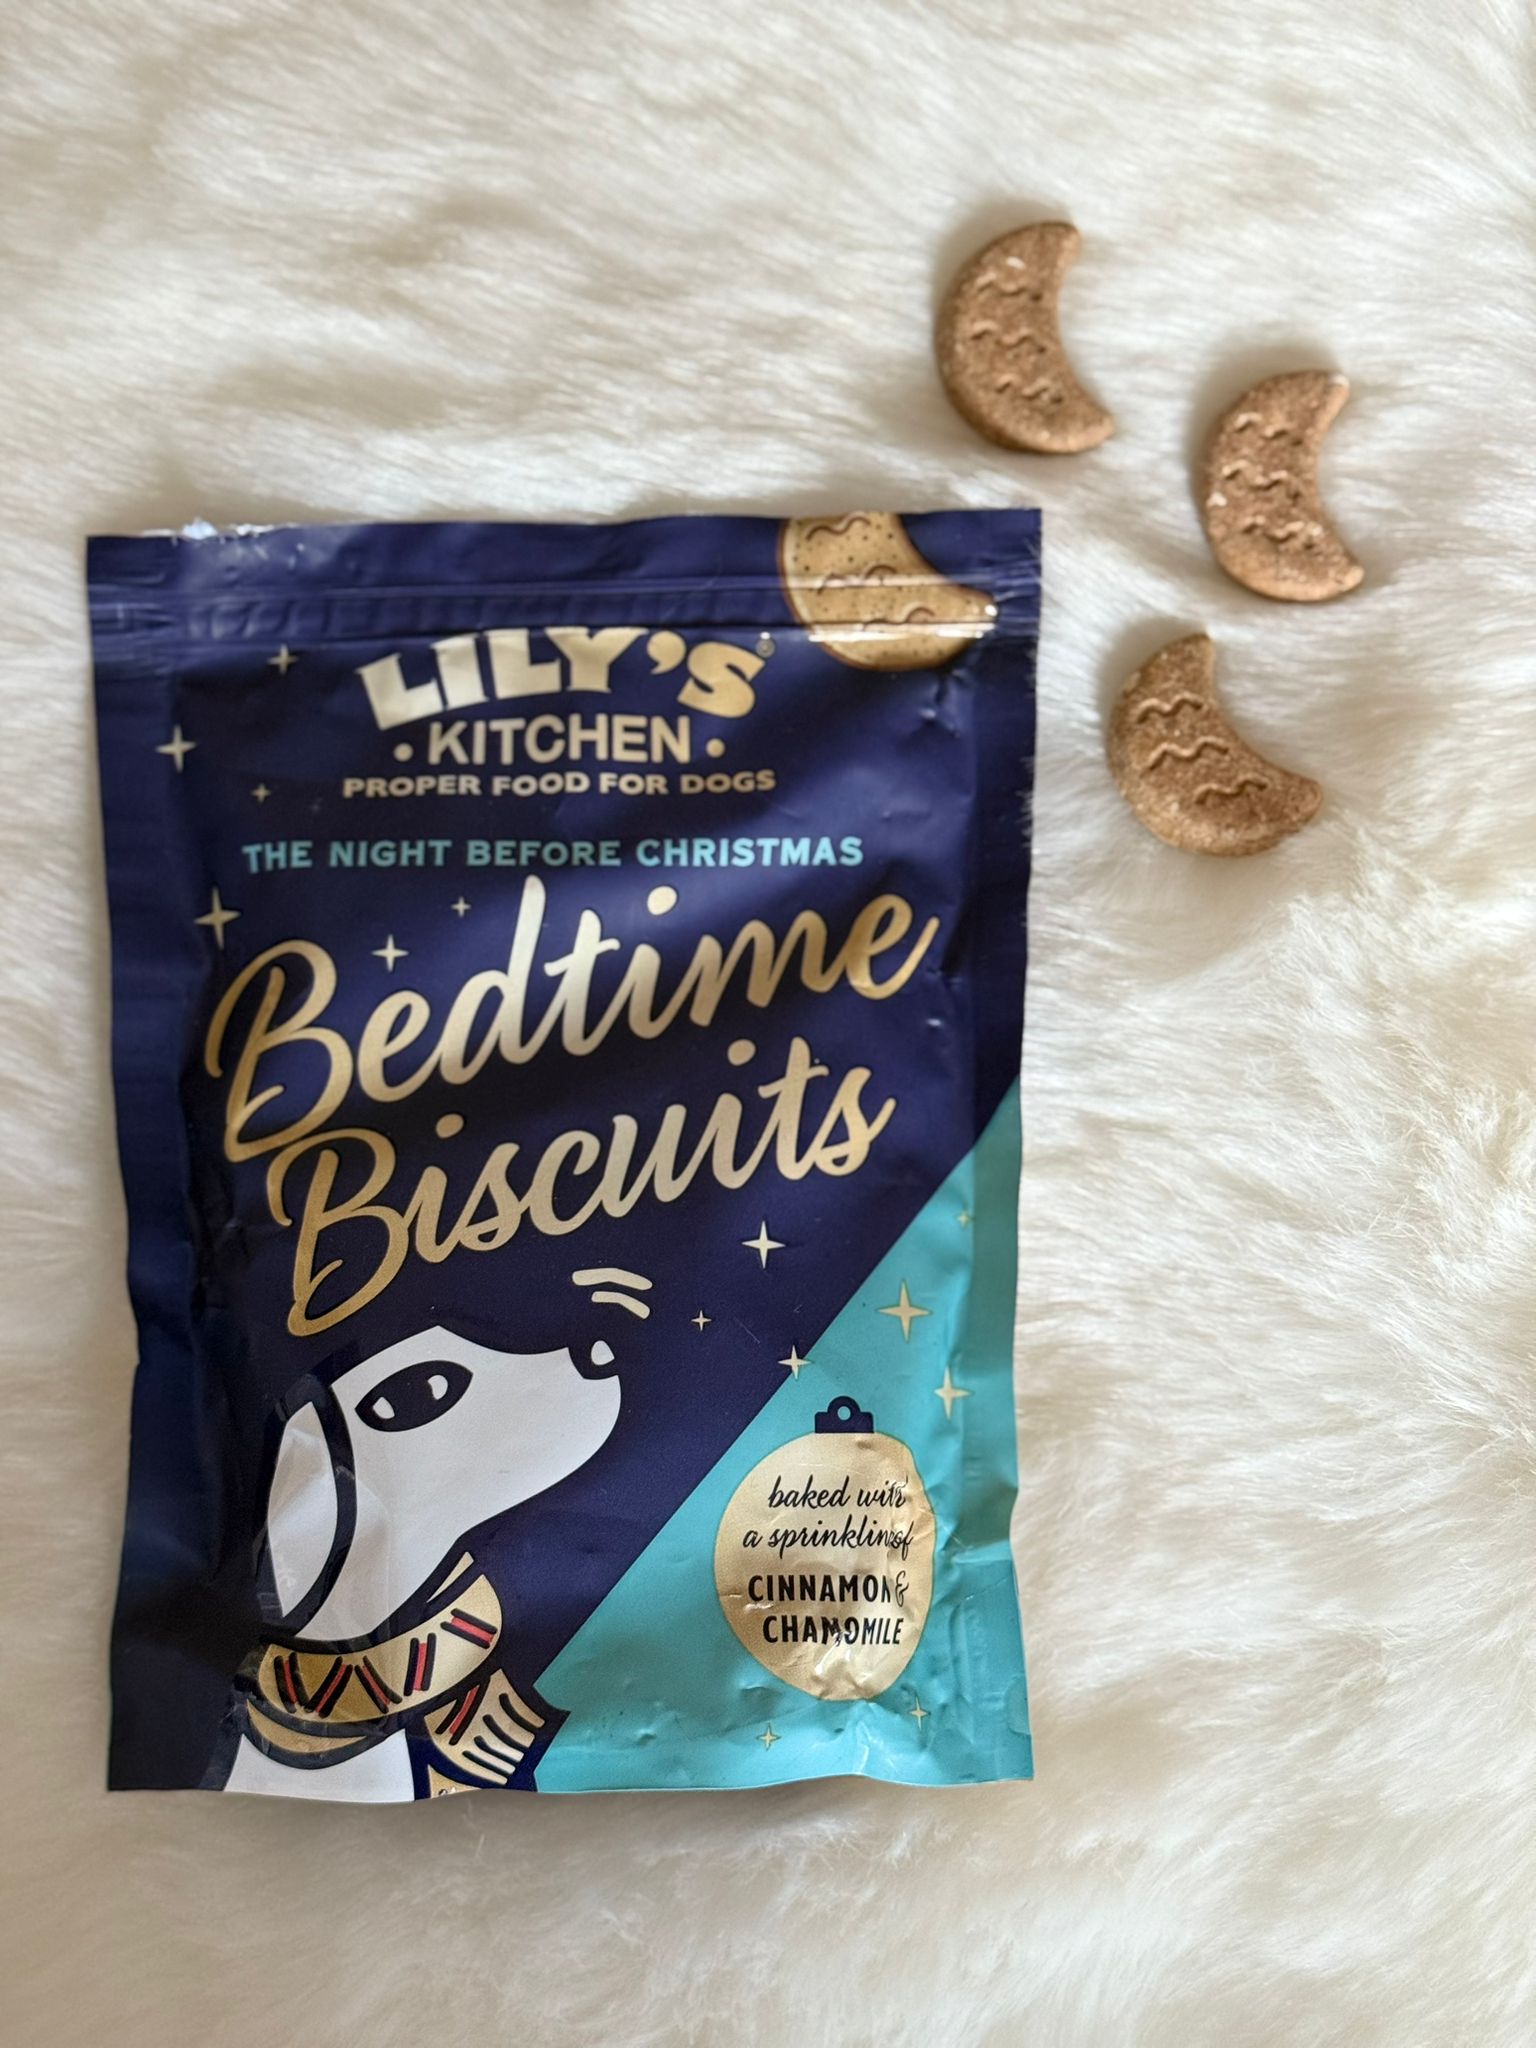 LILY'S®
• KITCHEN •
PROPER FOOD FOR DOGS
THE NIGHT BEFORE CHRISTMAS
Bedtime
Biscuits
baked with
a sprinkling of
CINNAMON &
CHAMOMILE